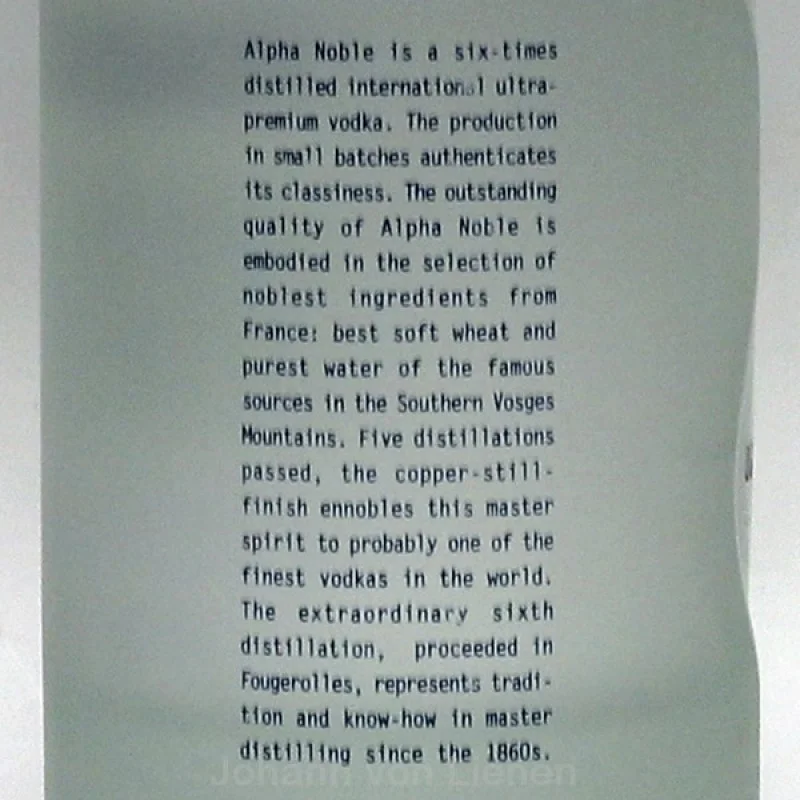 Alpha Noble is a six-times
distilled international ultra-
premium vodka. The production
in small batches authenticates
its classiness. The outstanding
quality of Alpha Noble is
embodied in the selection of
noblest ingredients from
France: best soft wheat and
purest water of the famous
sources in the Southern Vosges
Mountains. Five distillations
passed, the copper-still-
finish ennobles this master
spirit to probably one of the
finest vodkas in the world.
The extraordinary sixth
distillation, proceeded in
Fougerolles, represents tradi-
tion and know-how in master
distilling since the 1860s.
Johann von Lienen